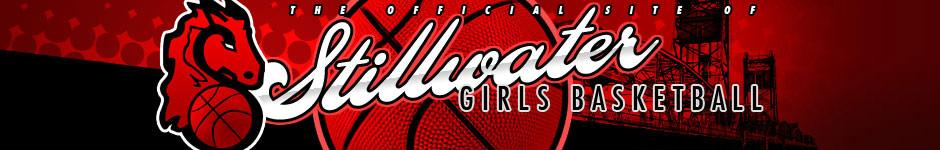 THE OFFICIAL SITE OF
Stillwater
GIRLS BASKETBALL